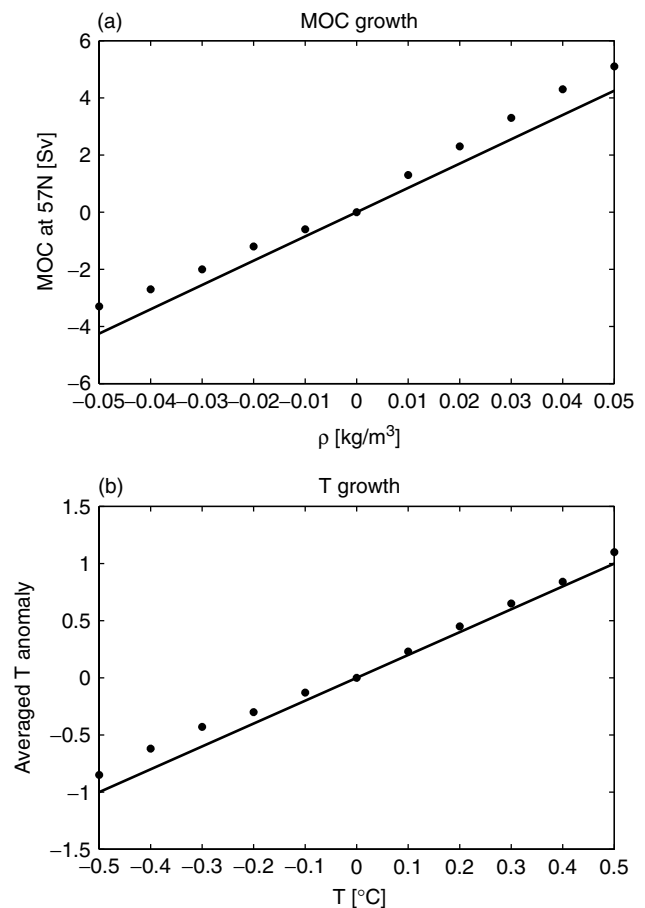 (a) MOC growth
6
4
2
0
−2
−4
−6
MOC at 57N [Sv]
−0.05 −0.04 −0.03 −0.02 −0.01 0 0.01 0.02 0.03 0.04 0.05
ρ [kg/m³]
(b) T growth
1.5
1
0.5
0
−0.5
−1
−1.5
Averaged T anomaly
−0.5 −0.4 −0.3 −0.2 −0.1 0 0.1 0.2 0.3 0.4 0.5
T [°C]